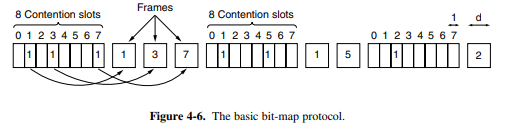 Frames
8 Contention slots 8 Contention slots 1 d
0 1 2 3 4 5 6 7 0 1 2 3 4 5 6 7 0 1 2 3 4 5 6 7
1 1 1 1 3 7 1 1 1 5 1 2
Figure 4-6. The basic bit-map protocol.